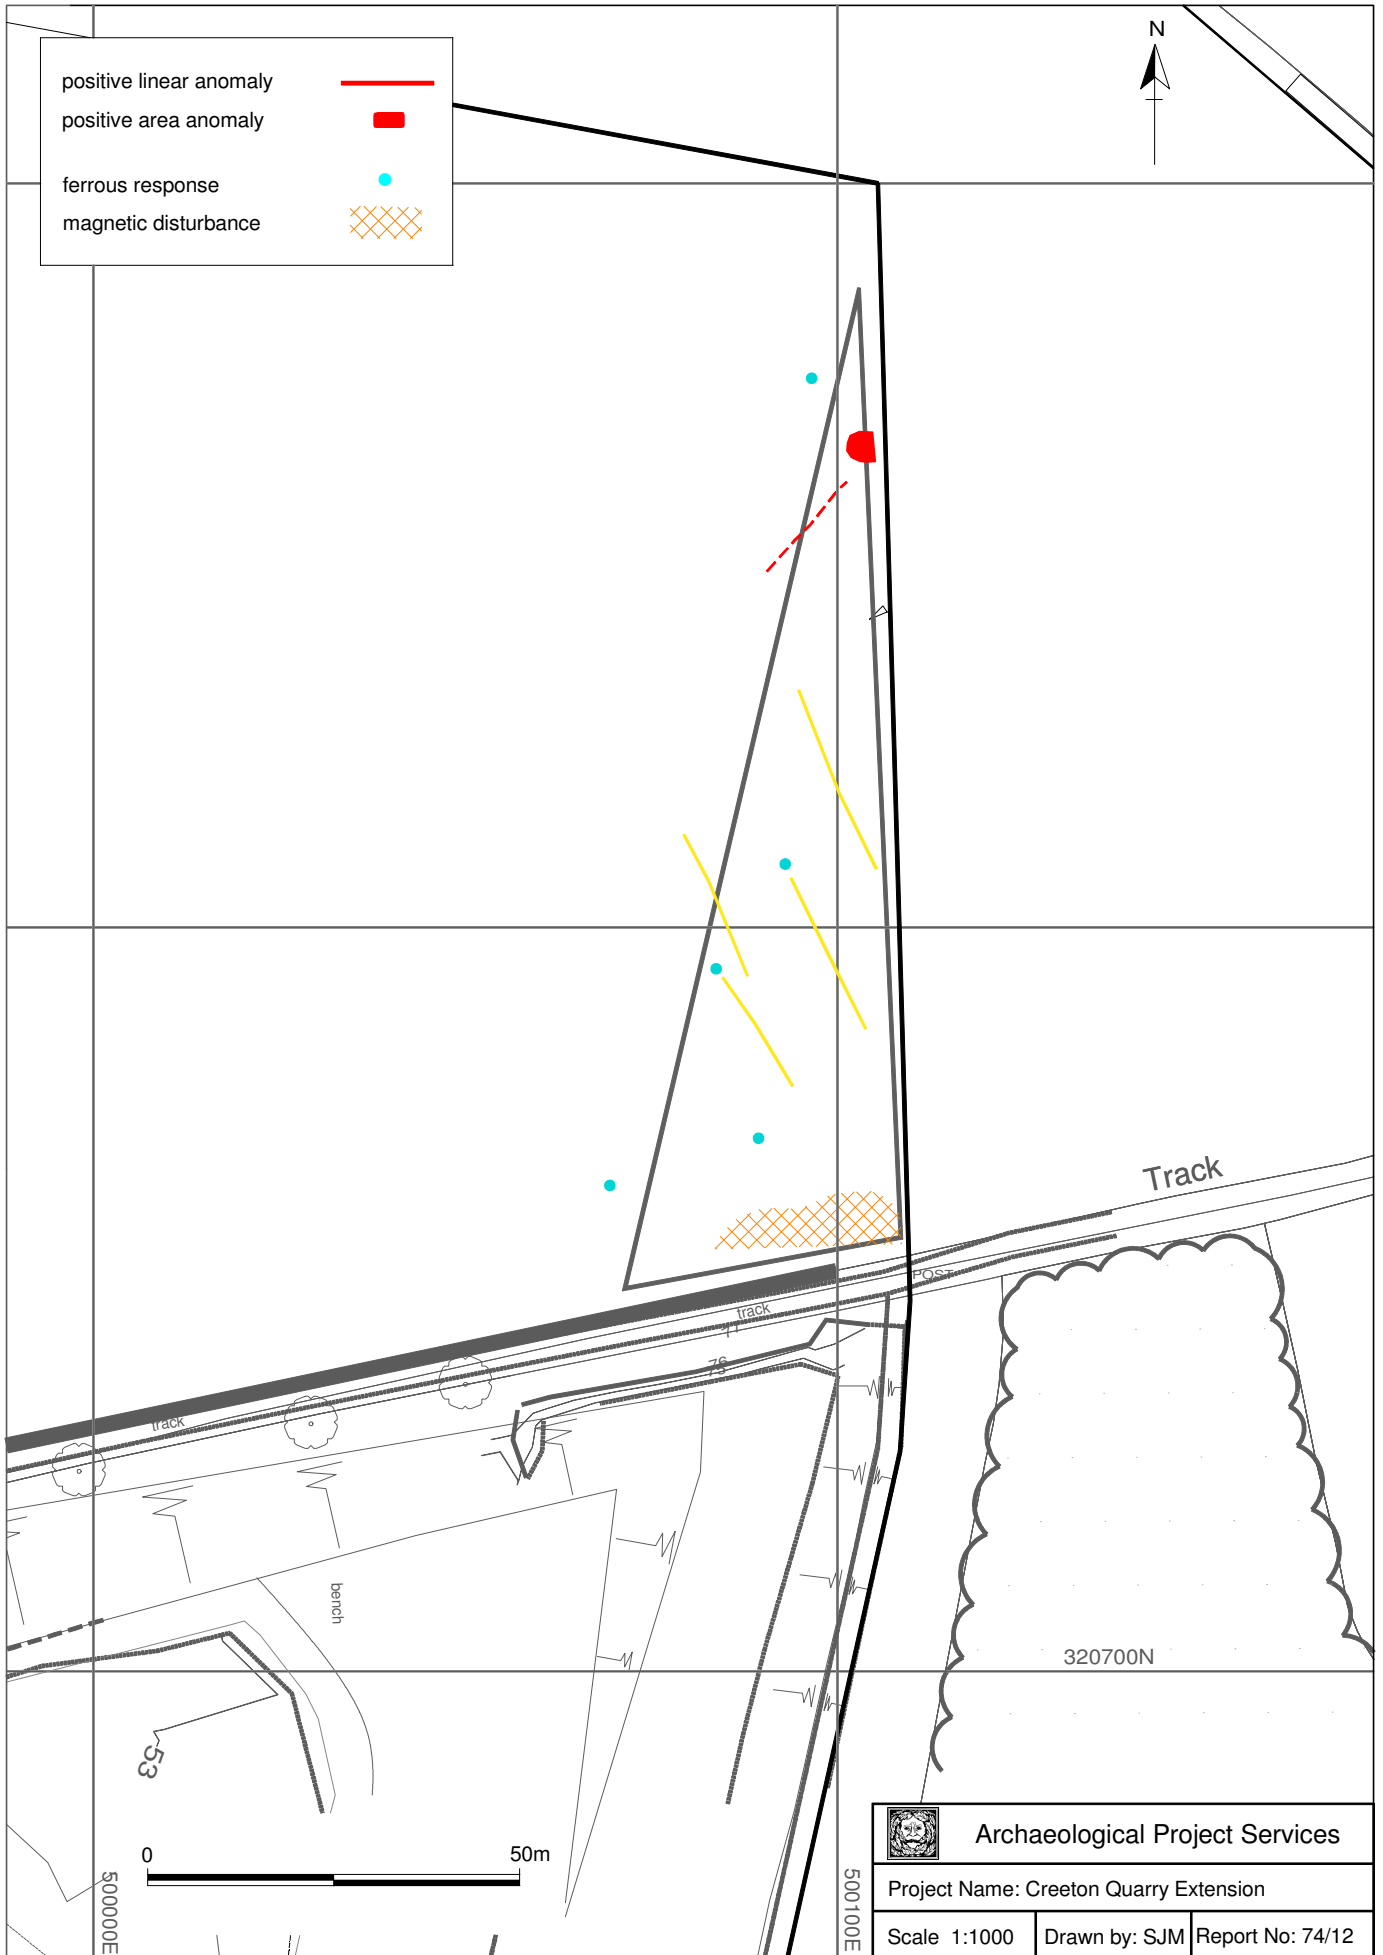 positive linear anomaly
positive area anomaly
ferrous response
magnetic disturbance
N
Track
POST
track
77
76
75
track
bench
320700N
53
0 50m
500000E
500100E
Archaeological Project Services
Project Name: Creeton Quarry Extension
Scale 1:1000
Drawn by: SJM
Report No: 74/12